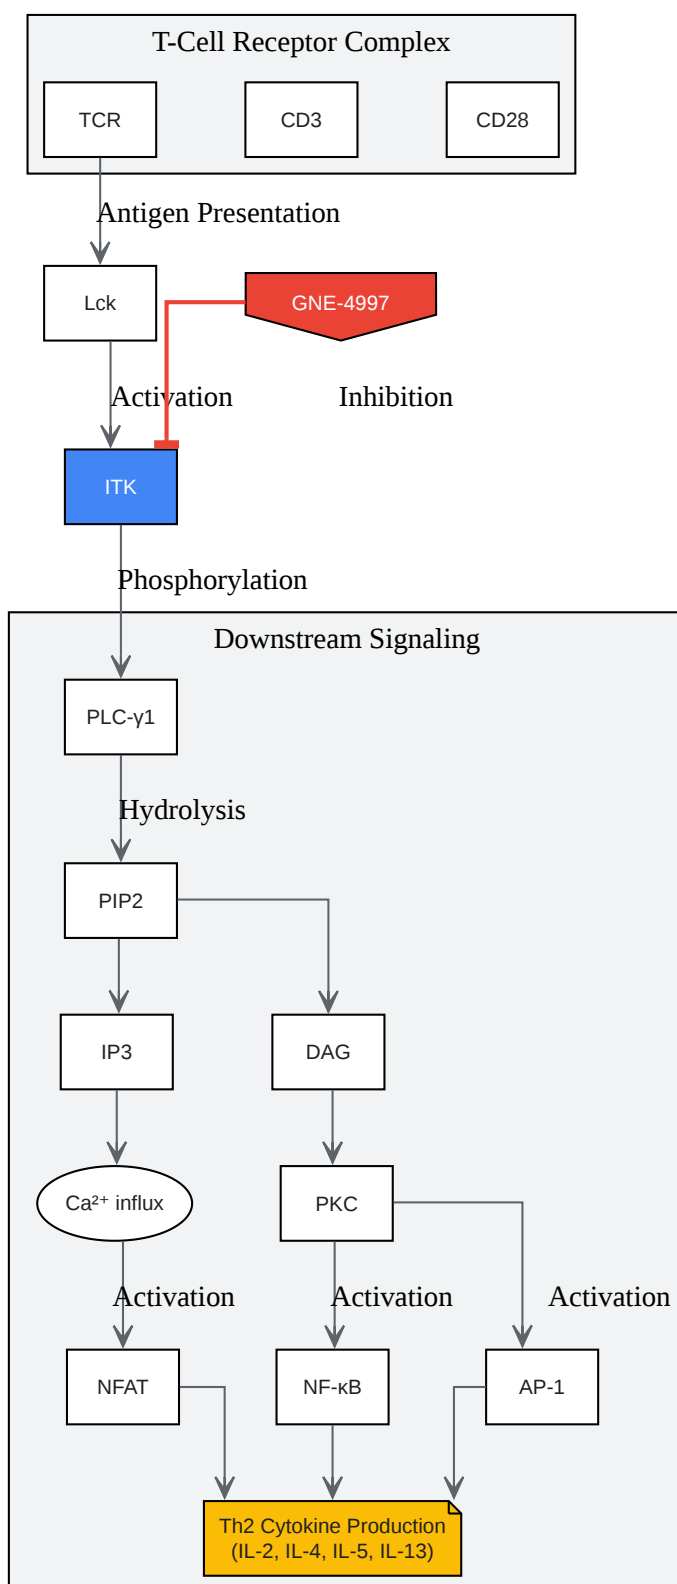 T-Cell Receptor Complex
TCR
CD3
CD28
Antigen Presentation
Lck
GNE-4997
Activation
Inhibition
ITK
Phosphorylation
Downstream Signaling
PLC-γ1
Hydrolysis
PIP2
IP3
DAG
Ca²⁺ influx
PKC
Activation
Activation
Activation
NFAT
NF-κB
AP-1
Th2 Cytokine Production
(IL-2, IL-4, IL-5, IL-13)